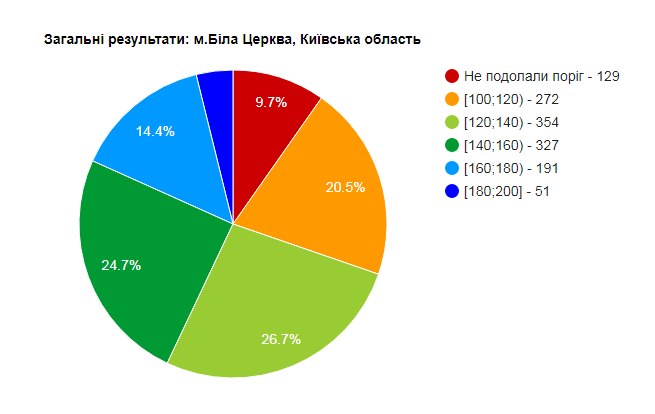 Загальні результати: м.Біла Церква, Київська область
Не подолали поріг - 129
[100;120) - 272
[120;140) - 354
[140;160) - 327
[160;180) - 191
[180;200] - 51
9.7%
20.5%
26.7%
24.7%
14.4%